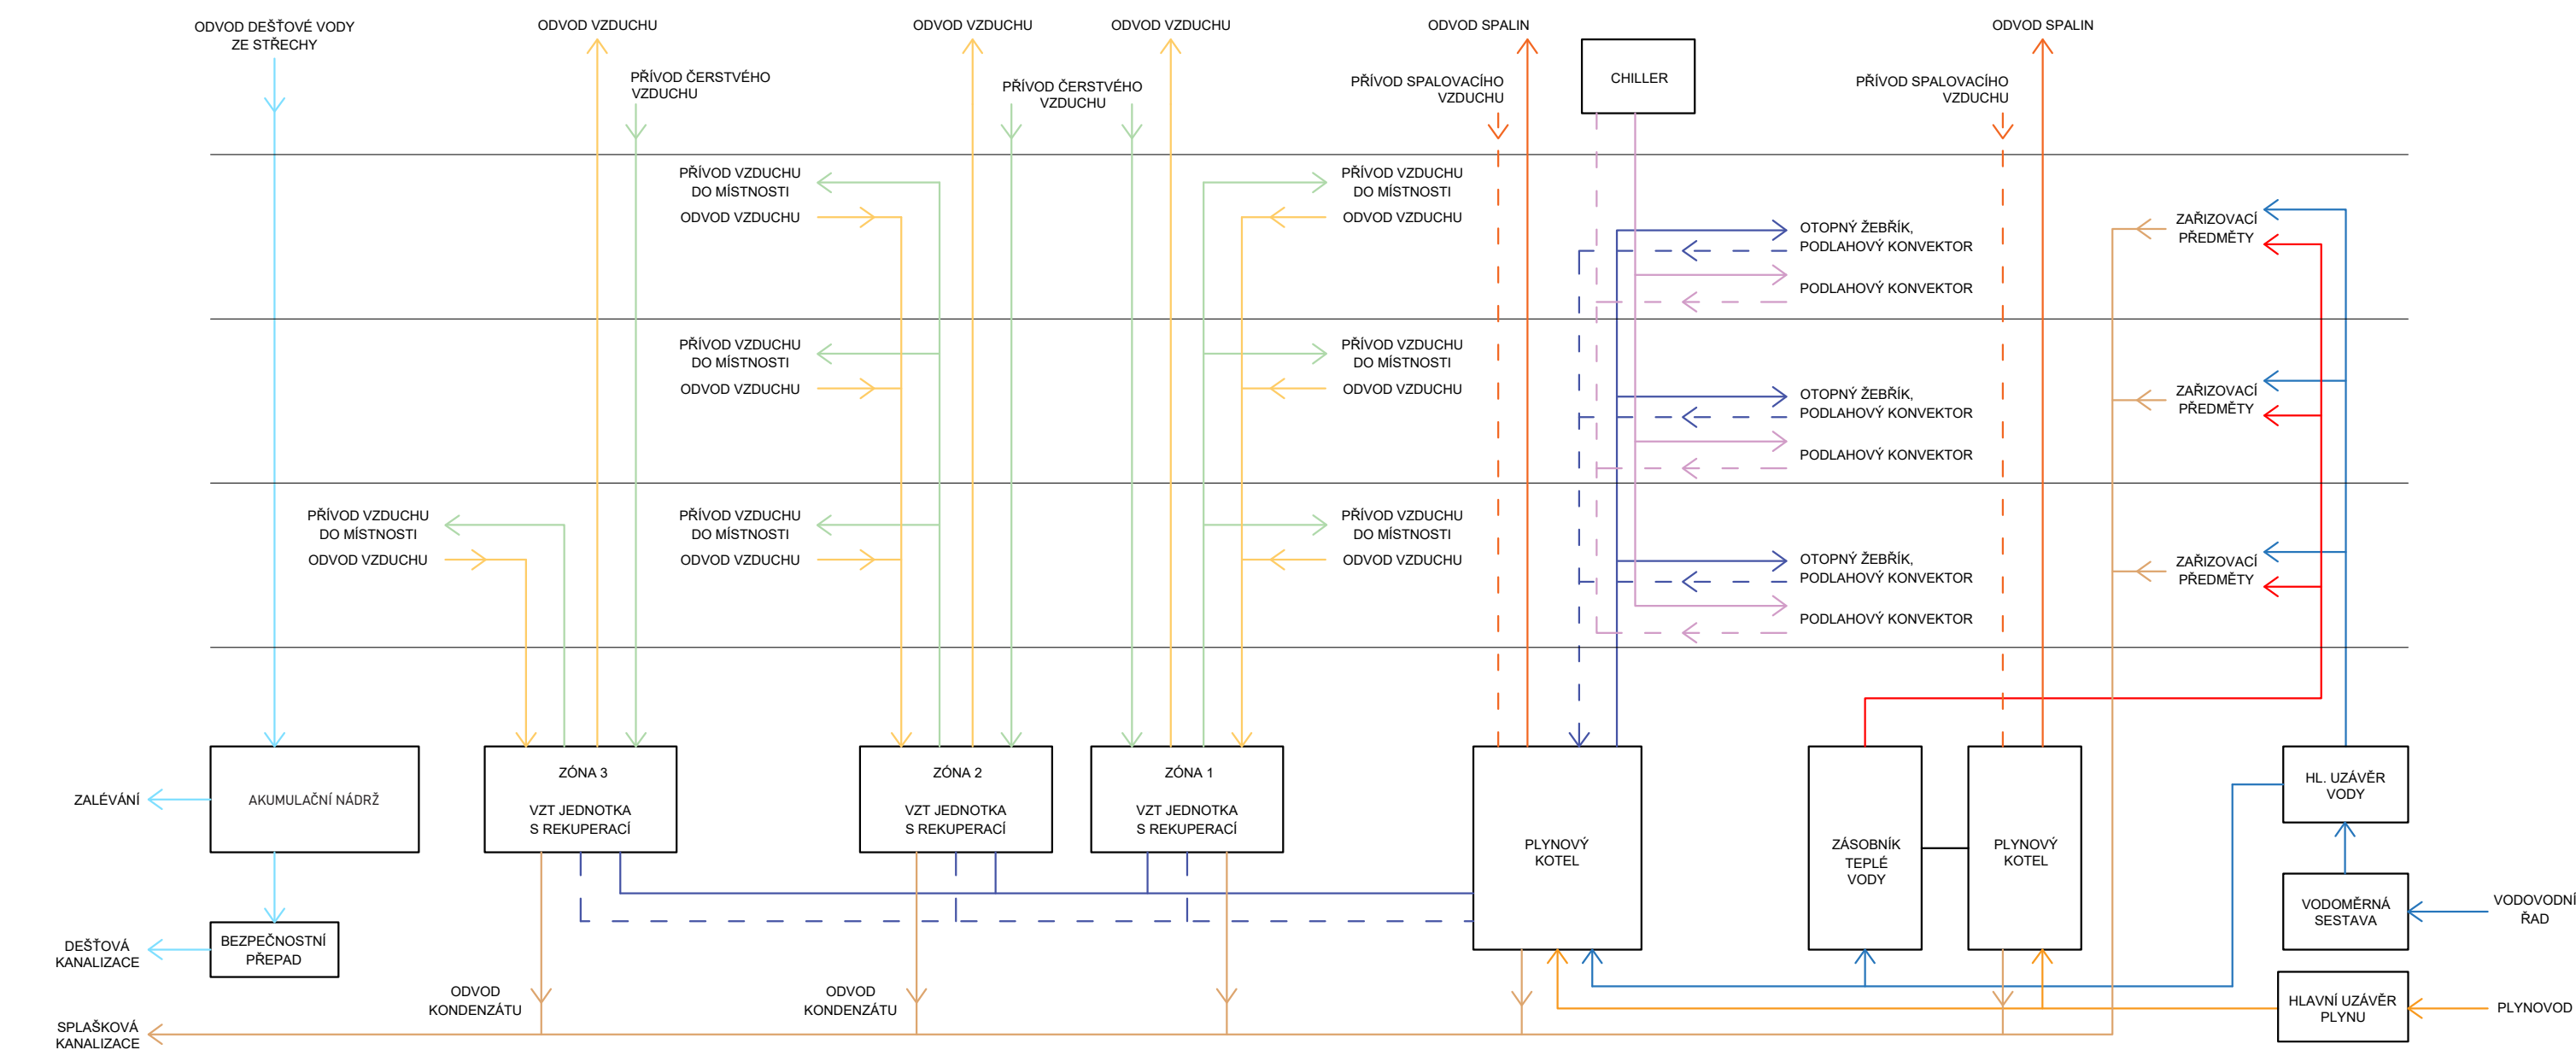 ODVOD DEŠŤOVÉ VODY
ZE STŘECHY
ODVOD VZDUCHU
ODVOD VZDUCHU
ODVOD VZDUCHU
ODVOD SPALIN
ODVOD SPALIN
PŘÍVOD ČERSTVÉHO
VZDUCHU
PŘÍVOD ČERSTVÉHO
VZDUCHU
PŘÍVOD SPALOVACÍHO
VZDUCHU
CHILLER
PŘÍVOD SPALOVACÍHO
VZDUCHU
PŘÍVOD VZDUCHU
DO MÍSTNOSTI
ODVOD VZDUCHU
PŘÍVOD VZDUCHU
DO MÍSTNOSTI
ODVOD VZDUCHU
OTOPNÝ ŽEBŘÍK,
PODLAHOVÝ KONVEKTOR
PODLAHOVÝ KONVEKTOR
ZAŘIZOVACÍ
PŘEDMĚTY
PŘÍVOD VZDUCHU
DO MÍSTNOSTI
ODVOD VZDUCHU
PŘÍVOD VZDUCHU
DO MÍSTNOSTI
ODVOD VZDUCHU
OTOPNÝ ŽEBŘÍK,
PODLAHOVÝ KONVEKTOR
PODLAHOVÝ KONVEKTOR
ZAŘIZOVACÍ
PŘEDMĚTY
PŘÍVOD VZDUCHU
DO MÍSTNOSTI
ODVOD VZDUCHU
PŘÍVOD VZDUCHU
DO MÍSTNOSTI
ODVOD VZDUCHU
PŘÍVOD VZDUCHU
DO MÍSTNOSTI
ODVOD VZDUCHU
OTOPNÝ ŽEBŘÍK,
PODLAHOVÝ KONVEKTOR
PODLAHOVÝ KONVEKTOR
ZAŘIZOVACÍ
PŘEDMĚTY
ZALÉVÁNÍ
AKUMULAČNÍ NÁDRŽ
ZÓNA 3
VZT JEDNOTKA
S REKUPERACÍ
ZÓNA 2
VZT JEDNOTKA
S REKUPERACÍ
ZÓNA 1
VZT JEDNOTKA
S REKUPERACÍ
PLYNOVÝ
KOTEL
ZÁSOBNÍK
TEPLÉ
VODY
PLYNOVÝ
KOTEL
HL. UZÁVĚR
VODY
VODOMĚRNÁ
SESTAVA
VODOVODNÍ
ŘAD
DEŠŤOVÁ
KANALIZACE
BEZPEČNOSTNÍ
PŘEPAD
ODVOD
KONDENZÁTU
ODVOD
KONDENZÁTU
HLAVNÍ UZÁVĚR
PLYNU
PLYNOVOD
SPLAŠKOVÁ
KANALIZACE